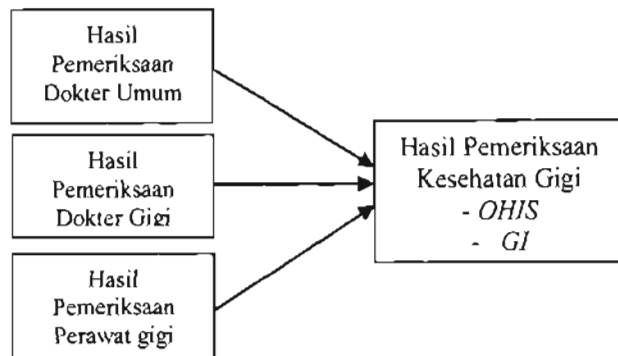 Hasil
Pemeriksaan
Dokter Umum
Hasil
Pemeriksaan
Dokter Gigi
Hasil
Pemeriksaan
Perawat gigi
Hasil Pemeriksaan
Kesehatan Gigi
- OHIS
- GI